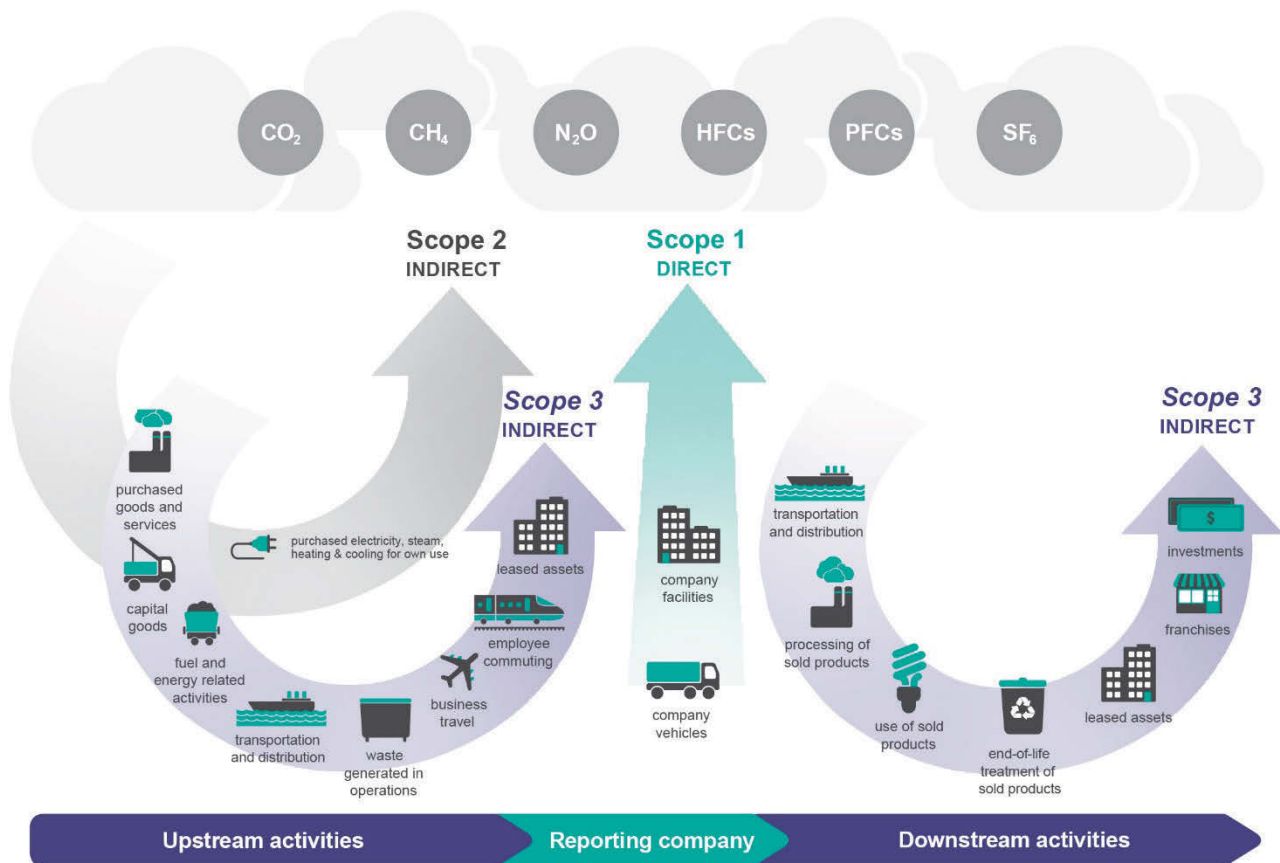 CO₂
CH₄
N₂O
HFCs
PFCs
SF₆
Scope 2
INDIRECT
Scope 1
DIRECT
Scope 3
INDIRECT
Scope 3
INDIRECT
purchased
goods and
services
capital
goods
fuel and
energy related
activities
transportation
and distribution
waste
generated in
operations
business
travel
employee
commuting
leased assets
purchased electricity, steam,
heating & cooling for own use
company
facilities
company
vehicles
transportation
and distribution
processing of
sold products
use of sold
products
end-of-life
treatment of
sold products
leased assets
franchises
$
investments
Upstream activities
Reporting company
Downstream activities